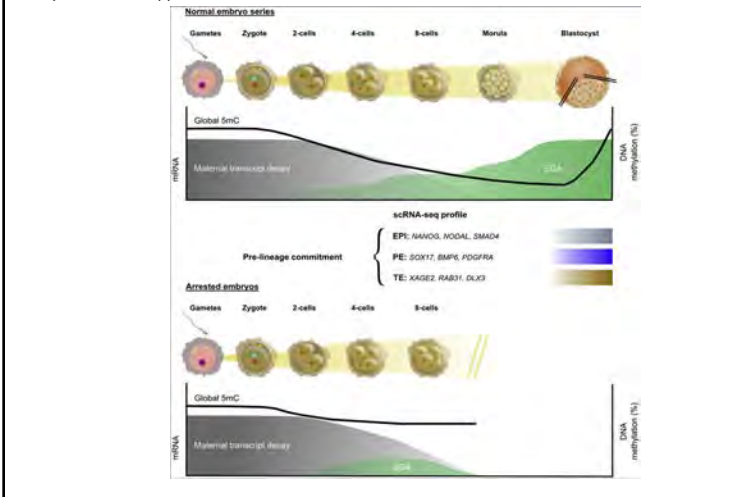 Normal embryo series
Gametes Zygote 2-cells 4-cells 8-cells Morula Blastocyst
Global 5mC
Maternal transcript decay
EGA
mRNA
DNA methylation (%)
scRNA-seq profile
Pre-lineage commitment
EPI: NANOG, NODAL, SMAD4
PE: SOX17, BMP6, PDGFRA
TE: XAGE2, RAB31, DLX3
Arrested embryos
Gametes Zygote 2-cells 4-cells 8-cells
Global 5mC
Maternal transcript decay
EGA
mRNA
DNA methylation (%)